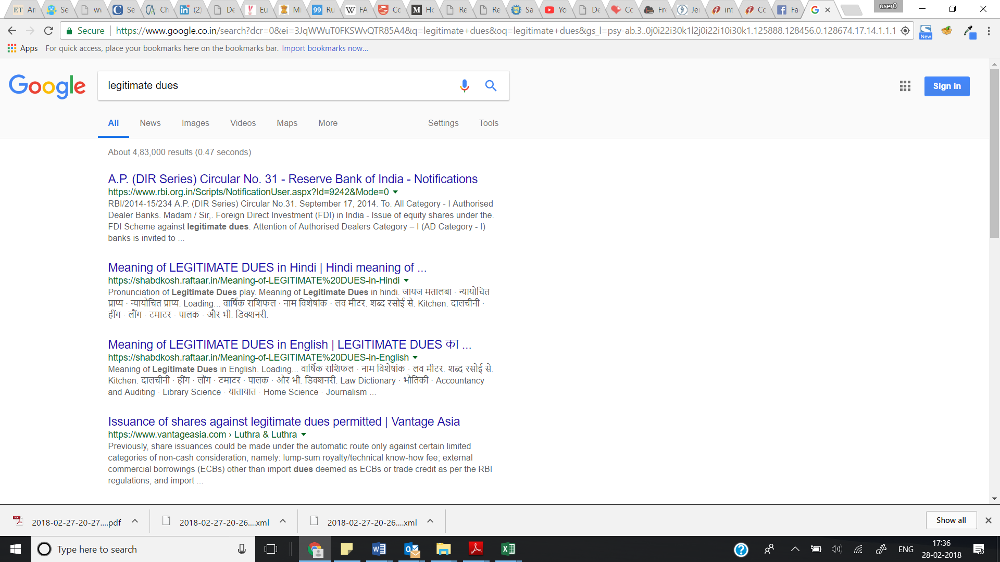 ET Ar
Se
wv
Se
Ch
(2)
De
Eu
Mi
99 Ru
W FA
Cc
M Hc
Re
Re
Sa
Yo
De
Cc
Fre
Jer
int
Cc
Fa
user0
Secure
https://www.google.co.in/search?dcr=0&ei=3JqWWuT0FKSWvQTR85A4&q=legitimate+dues&oq=legitimate+dues&gs_l=psy-ab.3..0j0i22i30k1l2j0i22i10i30k1.125888.128456.0.128674.17.14.1.1.1
New
Apps For quick access, place your bookmarks here on the bookmarks bar. Import bookmarks now...
Google
legitimate dues
Sign in
All News Images Videos Maps More Settings Tools
About 4,83,000 results (0.47 seconds)
A.P. (DIR Series) Circular No. 31 - Reserve Bank of India - Notifications
https://www.rbi.org.in/Scripts/NotificationUser.aspx?Id=9242&Mode=0
RBI/2014-15/234 A.P. (DIR Series) Circular No.31. September 17, 2014. To. All Category - I Authorised
Dealer Banks. Madam / Sir,. Foreign Direct Investment (FDI) in India - Issue of equity shares under the.
FDI Scheme against legitimate dues. Attention of Authorised Dealers Category – I (AD Category - I)
banks is invited to ...
Meaning of LEGITIMATE DUES in Hindi | Hindi meaning of ...
https://shabdkosh.raftaar.in/Meaning-of-LEGITIMATE%20DUES-in-Hindi
Pronunciation of Legitimate Dues play. Meaning of Legitimate Dues in hindi. जायज मतालबा · न्यायोचित
प्राप्य · न्यायोचित प्राप्य. Loading... वार्षिक राशिफल · नाम विशेषांक · लव मीटर. शब्द रसोई से. Kitchen. दालचीनी ·
हींग · लौंग · टमाटर · पालक · और भी. डिक्शनरी.
Meaning of LEGITIMATE DUES in English | LEGITIMATE DUES का ...
https://shabdkosh.raftaar.in/Meaning-of-LEGITIMATE%20DUES-in-English
Meaning of Legitimate Dues in English. Loading... वार्षिक राशिफल · नाम विशेषांक · लव मीटर. शब्द रसोई से.
Kitchen. दालचीनी · हींग · लौंग · टमाटर · पालक · और भी. डिक्शनरी. Law Dictionary · भौतिकी · Accountancy
and Auditing · Library Science · यातायात · Home Science · Journalism ...
Issuance of shares against legitimate dues permitted | Vantage Asia
https://www.vantageasia.com › Luthra & Luthra
Previously, share issuances could be made under the automatic route only against certain limited
categories of non-cash consideration, namely: lump-sum royalty/technical know-how fee; external
commercial borrowings (ECBs) other than import dues deemed as ECBs or trade credit as per the RBI
regulations; and import ...
2018-02-27-20-27....pdf
2018-02-27-20-26....xml
2018-02-27-20-26....xml
Show all
Type here to search
ENG
17:36
28-02-2018